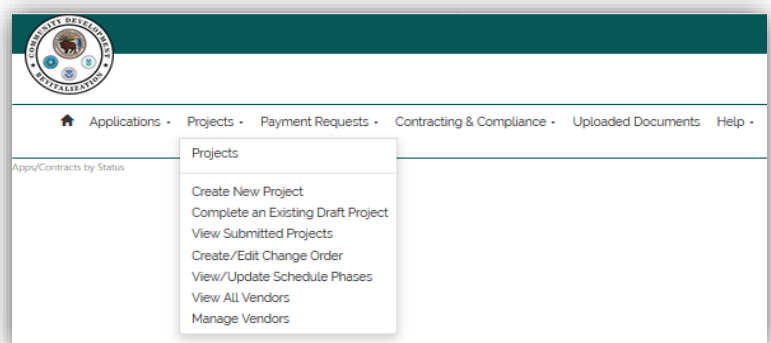 COMMUNITY DEVELOPMENT
REVITALIZATION
Applications Projects Payment Requests Contracting & Compliance Uploaded Documents Help
Projects
Apps/Contracts by Status
Create New Project
Complete an Existing Draft Project
View Submitted Projects
Create/Edit Change Order
View/Update Schedule Phases
View All Vendors
Manage Vendors